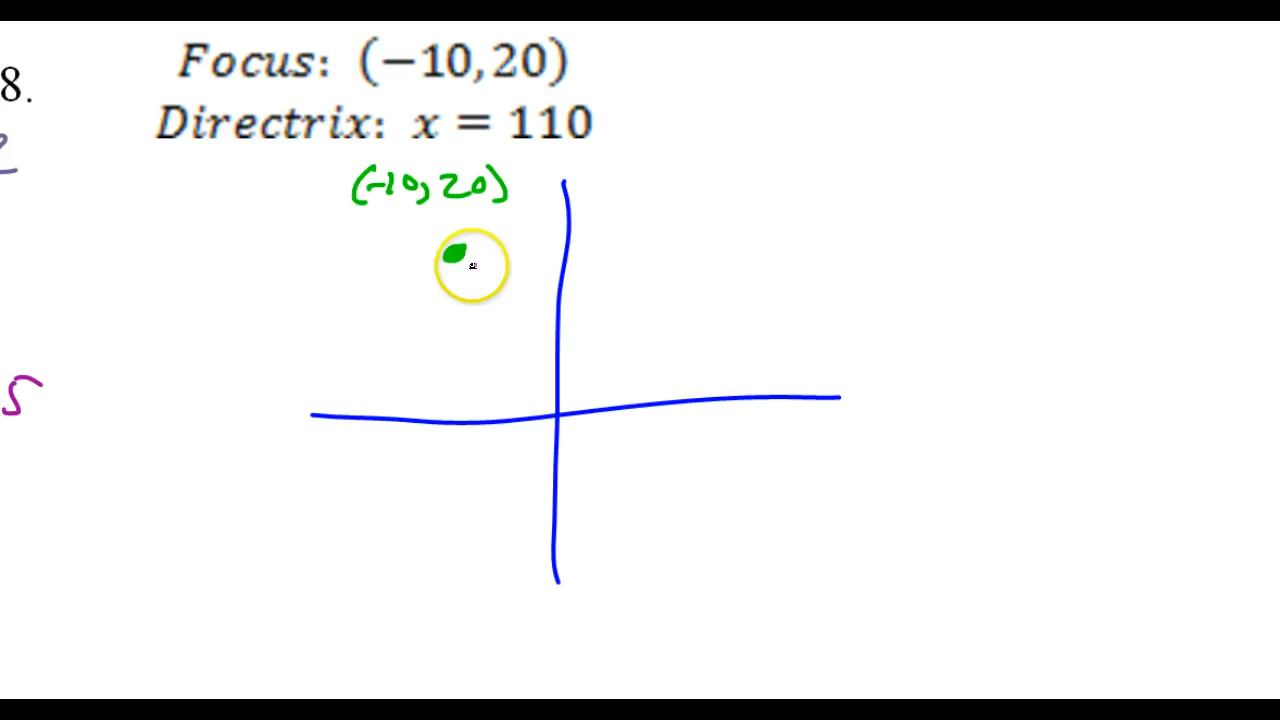 8.
Focus: (−10,20)
Directrix: x = 110
(-10, 20)